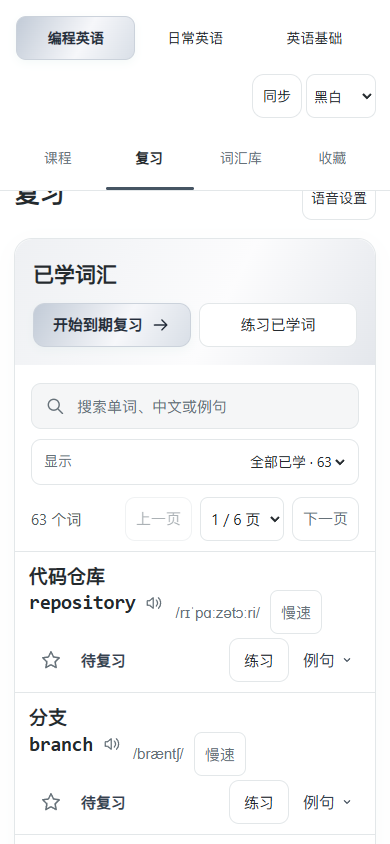 编程英语 日常英语 英语基础
同步 黑白
课程 复习 词汇库 收藏
复习 语音设置
已学词汇
开始到期复习 → 练习已学词
搜索单词、中文或例句
显示 全部已学 · 63
63 个词 上一页 1 / 6 页 下一页
代码仓库
repository /rɪˈpɑːzətɔːri/ 慢速
待复习 练习 例句
分支
branch /bræntʃ/ 慢速
待复习 练习 例句